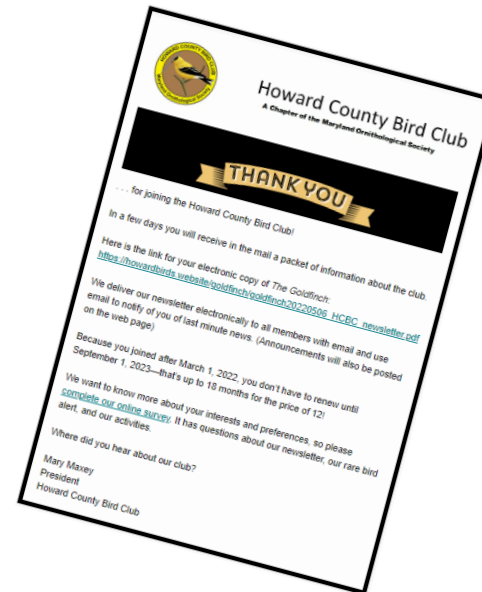 HOWARD COUNTY BIRD CLUB
Maryland Ornithological Society
Howard County Bird Club
A Chapter of the Maryland Ornithological Society
THANK YOU
. . . for joining the Howard County Bird Club!
In a few days you will receive in the mail a packet of information about the club.
Here is the link for your electronic copy of The Goldfinch:
https://howardbirds.website/goldfinch/goldfinch20220506_HCBC_newsletter.pdf
We deliver our newsletter electronically to all members with email and use
email to notify of you of last minute news. (Announcements will also be posted
on the web page)
Because you joined after March 1, 2022, you don't have to renew until
September 1, 2023—that's up to 18 months for the price of 12!
We want to know more about your interests and preferences, so please
complete our online survey. It has questions about our newsletter, our rare bird
alert, and our activities.
Where did you hear about our club?
Mary Maxey
President
Howard County Bird Club